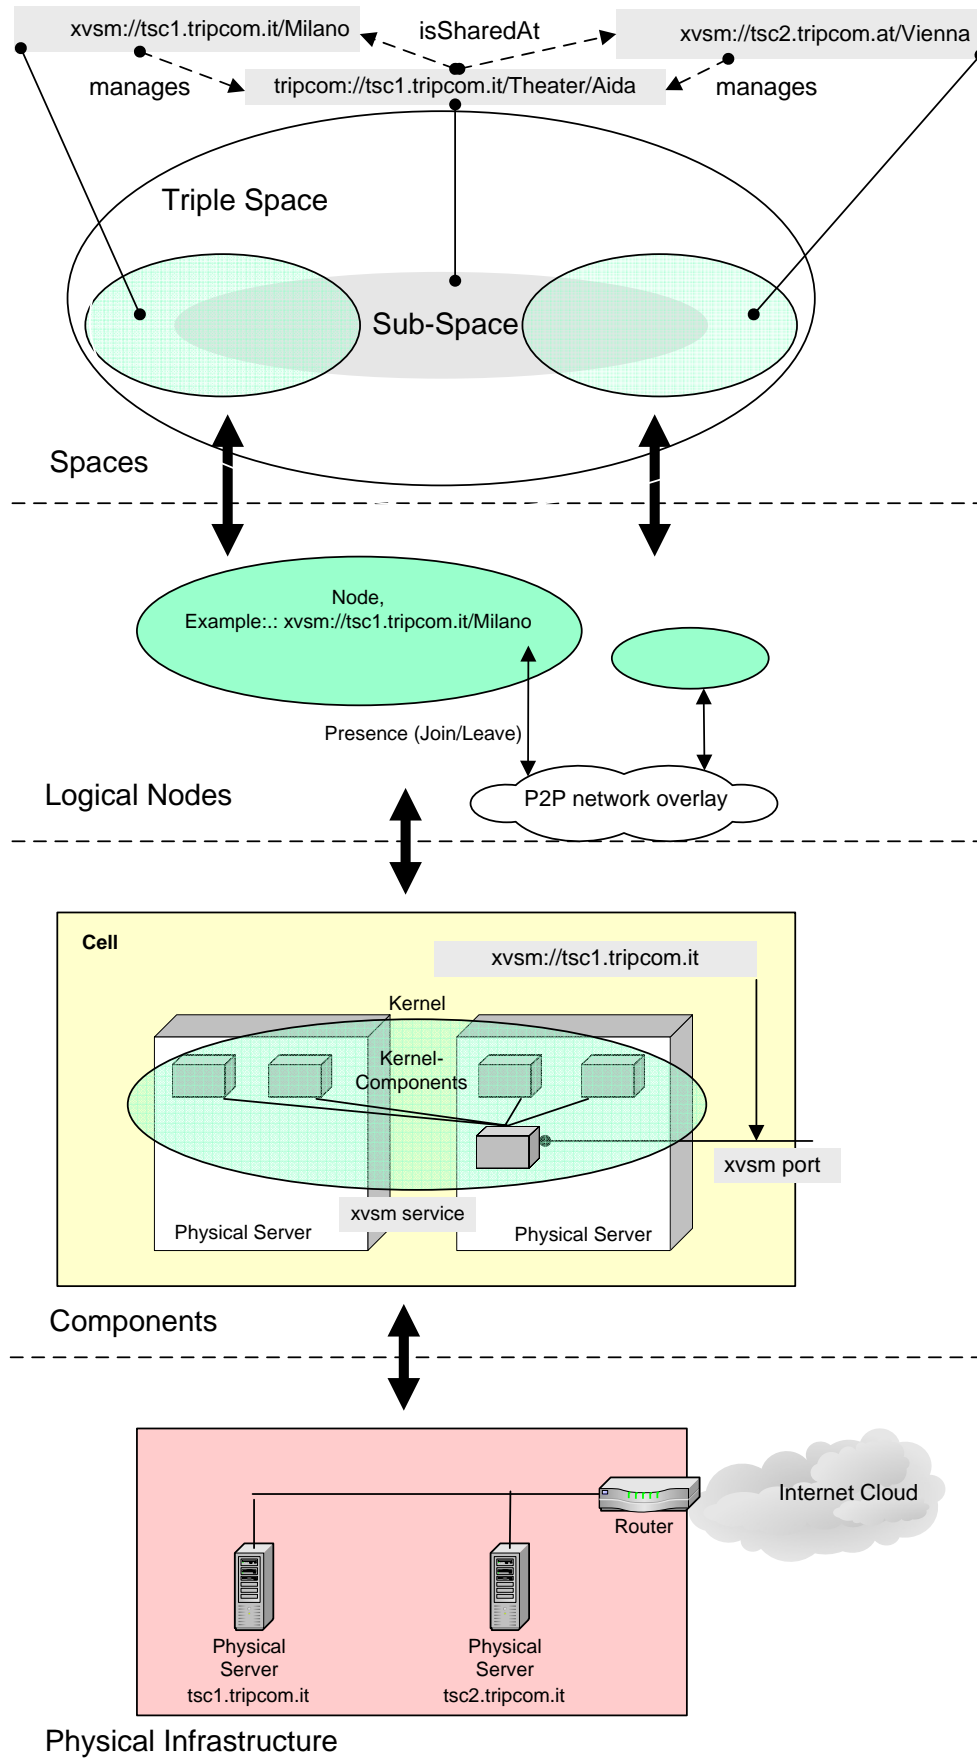 xvsm://tsc1.tripcom.it/Milano
isSharedAt
xvsm://tsc2.tripcom.at/Vienna
manages
tripcom://tsc1.tripcom.it/Theater/Aida
manages
Triple Space
Sub-Space
Spaces
Node,
Example:.: xvsm://tsc1.tripcom.it/Milano
Presence (Join/Leave)
Logical Nodes
P2P network overlay
Cell
xvsm://tsc1.tripcom.it
Kernel
Kernel-
Components
xvsm port
xvsm service
Physical Server
Physical Server
Components
Internet Cloud
Router
Physical
Server
tsc1.tripcom.it
Physical
Server
tsc2.tripcom.it
Physical Infrastructure